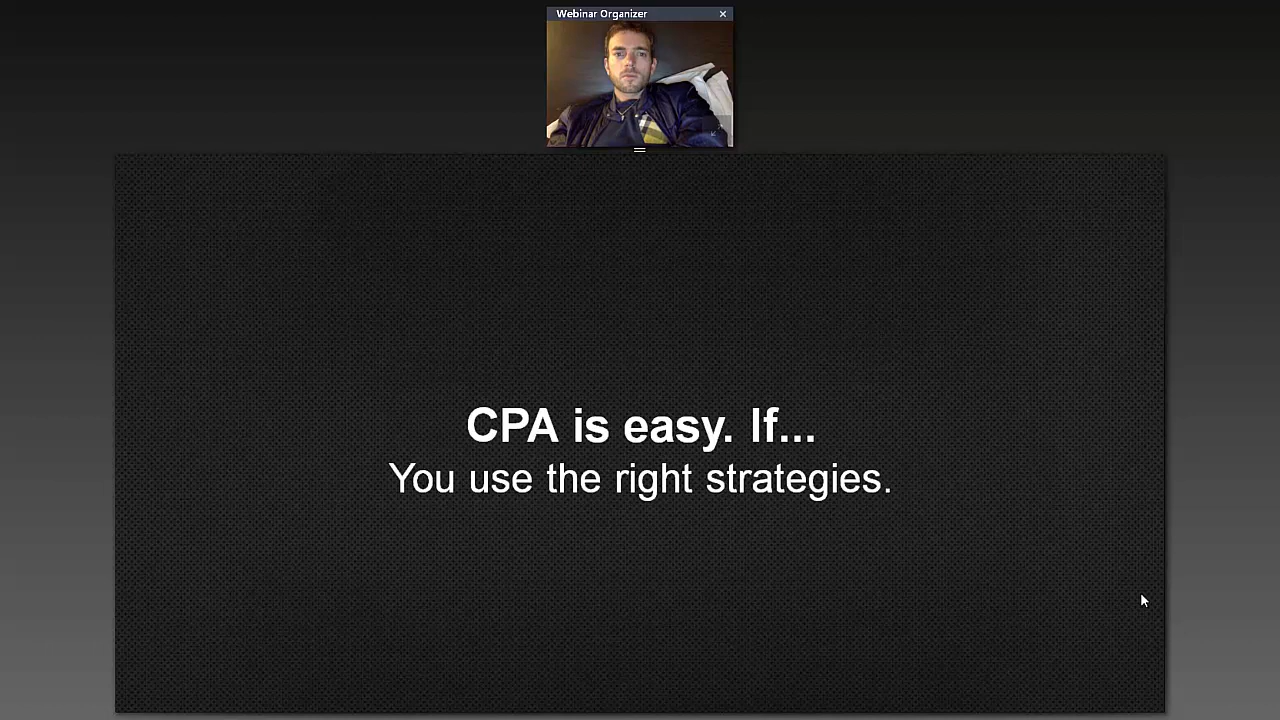 Webinar Organizer
CPA is easy. If...
You use the right strategies.